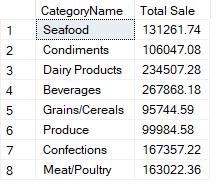 CategoryName Total Sale
1 Seafood 131261.74
2 Condiments 106047.08
3 Dairy Products 234507.28
4 Beverages 267868.18
5 Grains/Cereals 95744.59
6 Produce 99984.58
7 Confections 167357.22
8 Meat/Poultry 163022.36